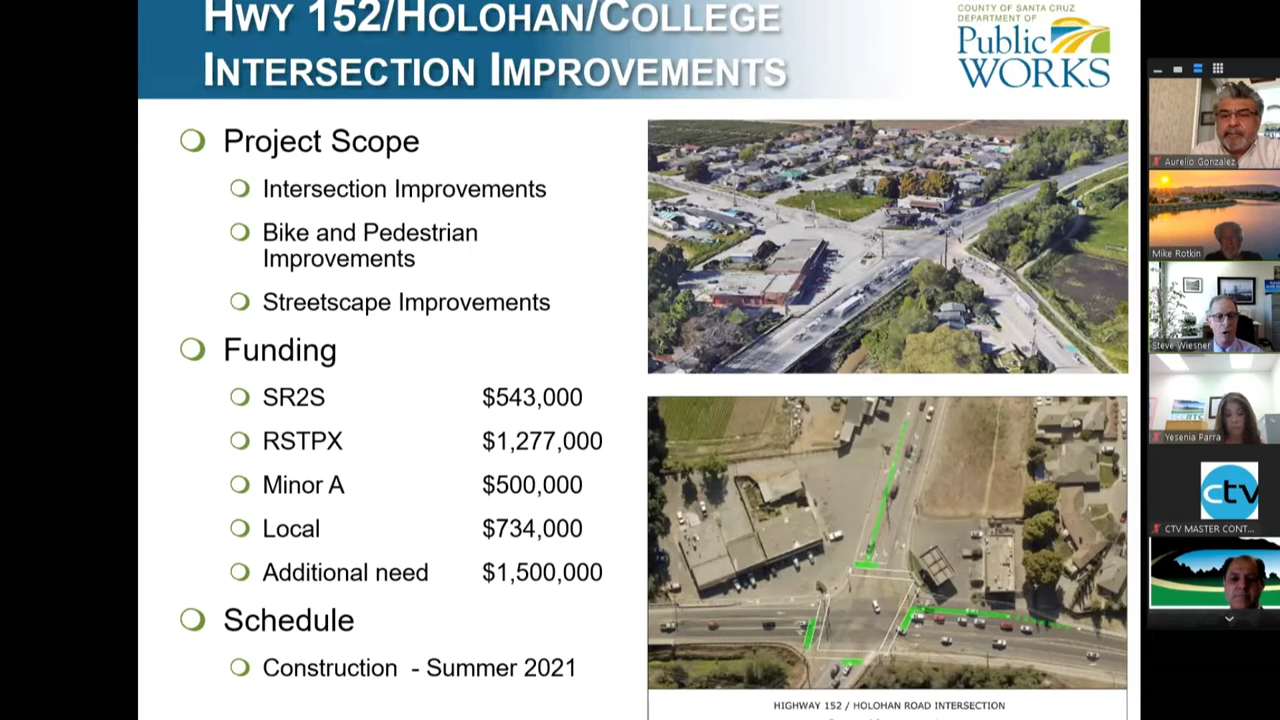 HWY 152/HOLOHAN/COLLEGE
INTERSECTION IMPROVEMENTS
COUNTY OF SANTA CRUZ
DEPARTMENT OF
Public
WORKS
Project Scope
Intersection Improvements
Bike and Pedestrian
Improvements
Streetscape Improvements
Funding
SR2S $543,000
RSTPX $1,277,000
Minor A $500,000
Local $734,000
Additional need $1,500,000
Schedule
Construction - Summer 2021
HIGHWAY 152 / HOLOHAN ROAD INTERSECTION
Aurelio Gonzalez
Mike Rotkin
Steve Wiesner
Yesenia Parra
ctv
CTV MASTER CONT...